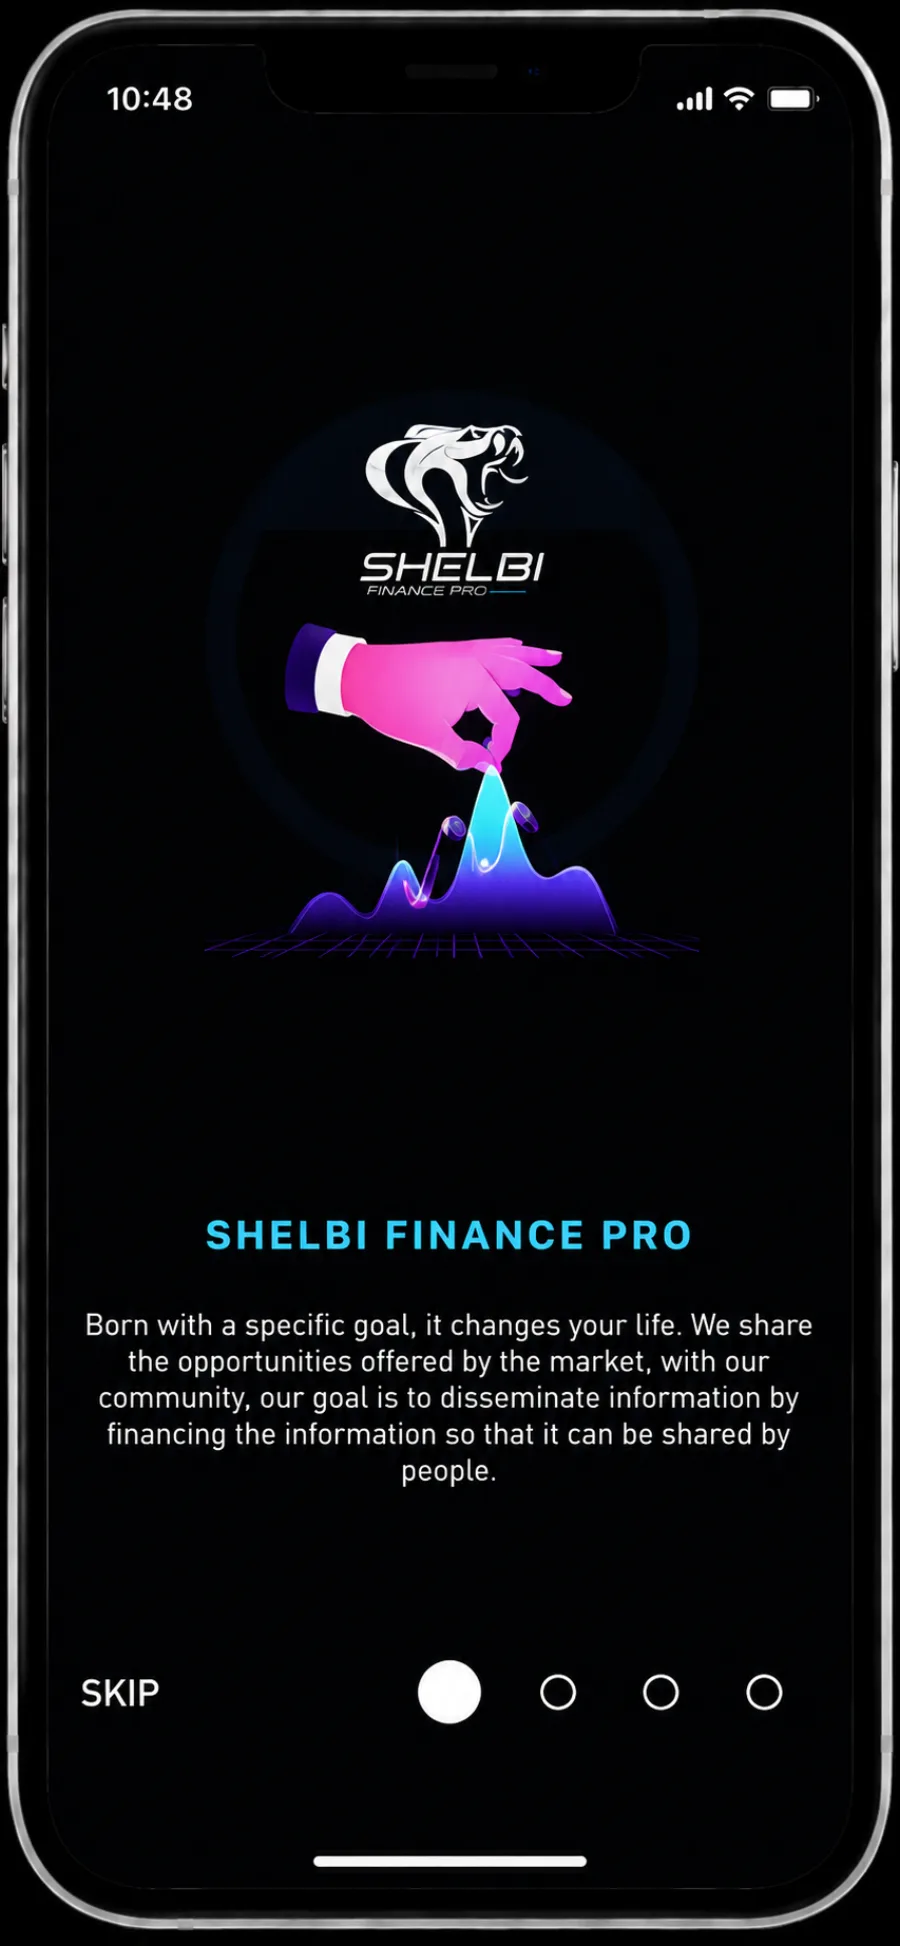 10:48
SHELBI
FINANCE PRO
SHELBI FINANCE PRO
Born with a specific goal, it changes your life. We share
the opportunities offered by the market, with our
community, our goal is to disseminate information by
financing the information so that it can be shared by
people.
SKIP